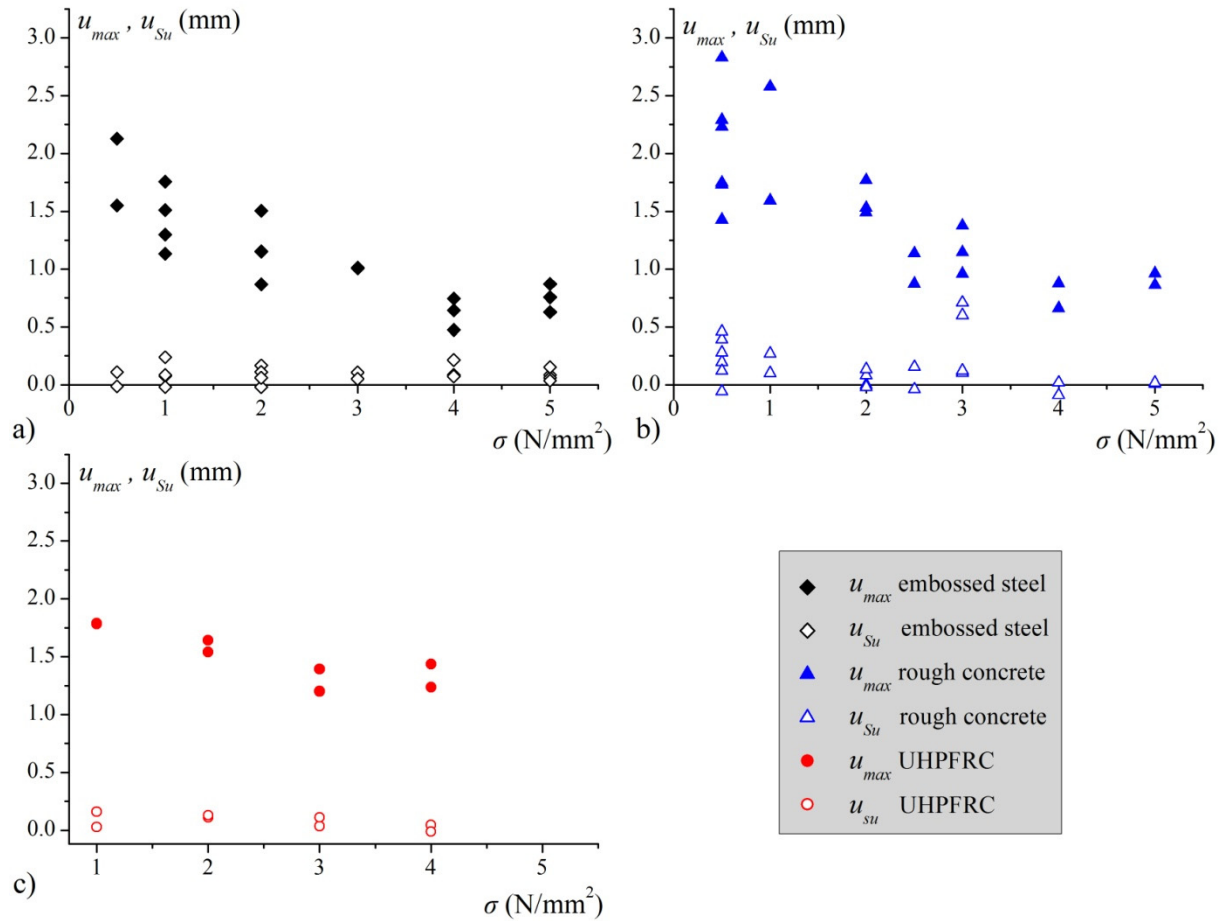 u_max , u_Su (mm)
3.0
2.5
2.0
1.5
1.0
0.5
0.0
0 1 2 3 4 5
σ (N/mm²)
a)
u_max , u_Su (mm)
3.0
2.5
2.0
1.5
1.0
0.5
0.0
0 1 2 3 4 5
σ (N/mm²)
b)
u_max , u_Su (mm)
3.0
2.5
2.0
1.5
1.0
0.5
0.0
1 2 3 4 5
σ (N/mm²)
c)
u_max embossed steel
u_Su embossed steel
u_max rough concrete
u_Su rough concrete
u_max UHPFRC
u_su UHPFRC